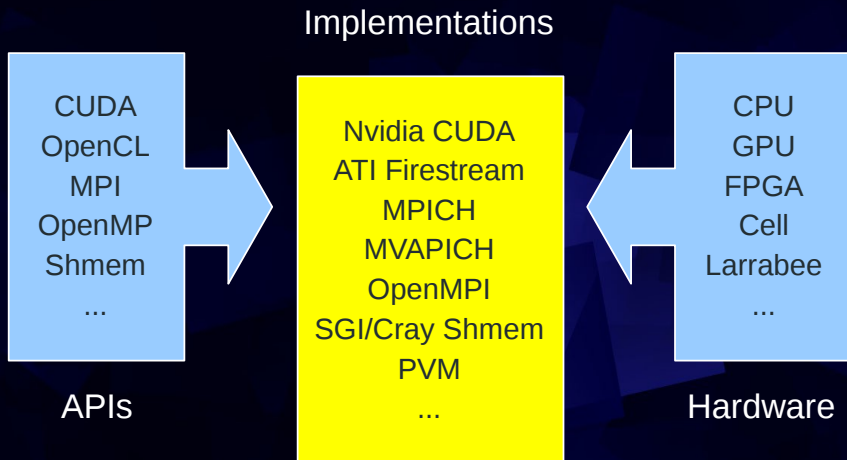 Implementations
CUDA
OpenCL
MPI
OpenMP
Shmem
...
APIs
Nvidia CUDA
ATI Firestream
MPICH
MVAPICH
OpenMPI
SGI/Cray Shmem
PVM
...
CPU
GPU
FPGA
Cell
Larrabee
...
Hardware